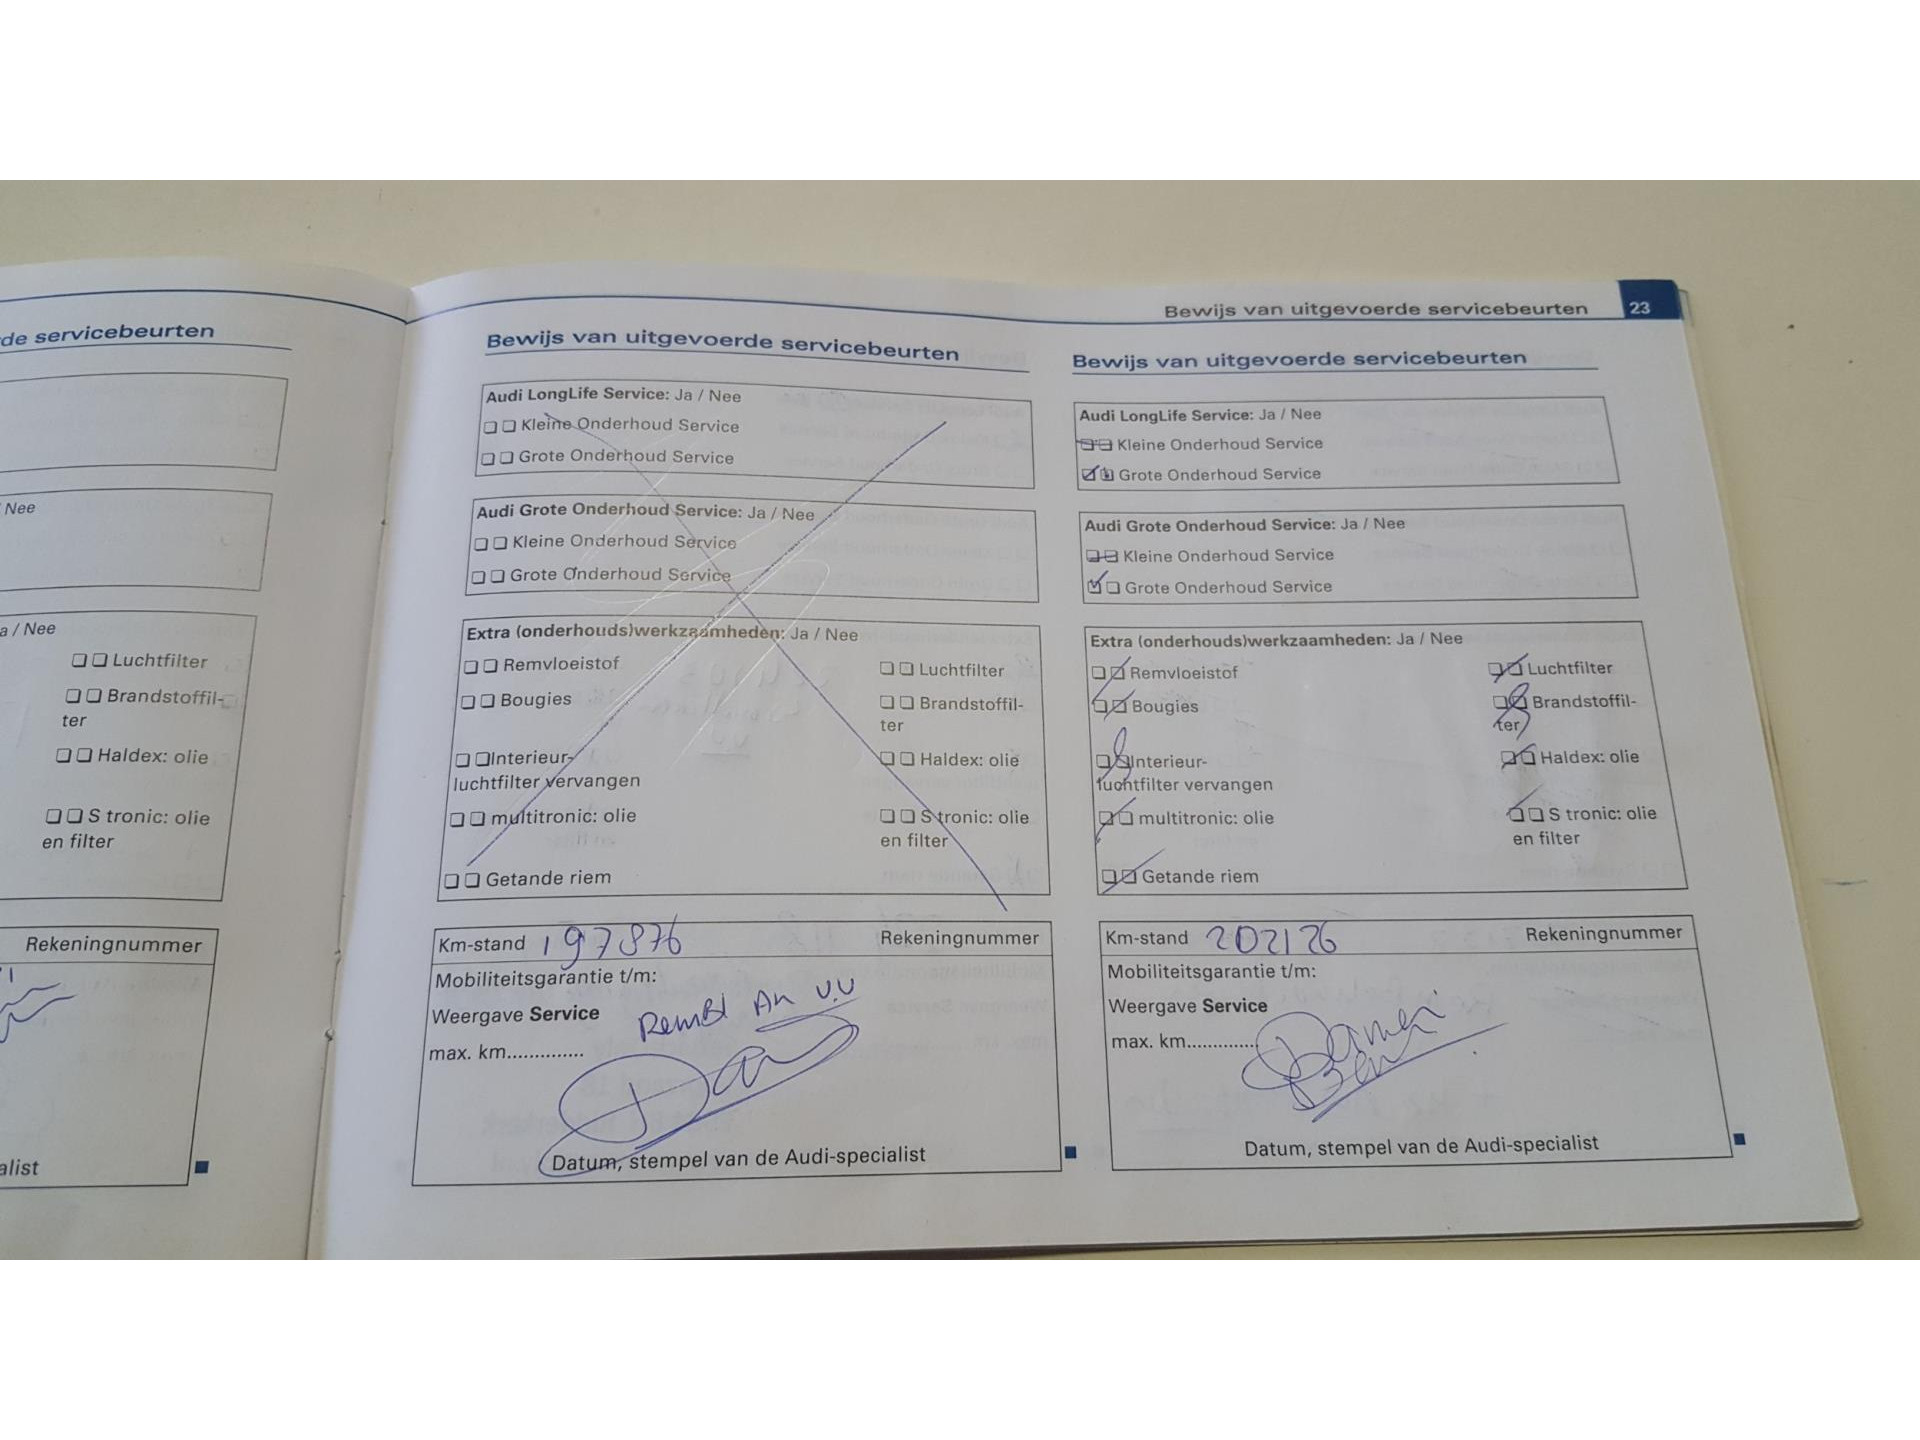 de servicebeurten
Nee
a / Nee
Luchtfilter
Brandstoffil-
ter
Haldex: olie
S tronic: olie
en filter
Rekeningnummer
alist
Bewijs van uitgevoerde servicebeurten 23
Bewijs van uitgevoerde servicebeurten
Audi LongLife Service: Ja / Nee
Kleine Onderhoud Service
Grote Onderhoud Service
Audi Grote Onderhoud Service: Ja / Nee
Kleine Onderhoud Service
Grote Onderhoud Service
Extra (onderhouds)werkzaamheden: Ja / Nee
Remvloeistof Luchtfilter
Bougies Brandstoffil-
ter
Interieur- Haldex: olie
luchtfilter vervangen
multitronic: olie S tronic: olie
en filter
Getande riem
Km-stand 197876 Rekeningnummer
Mobiliteitsgarantie t/m:
Weergave Service RemBl An V.V
max. km..............
Datum, stempel van de Audi-specialist
Bewijs van uitgevoerde servicebeurten
Audi LongLife Service: Ja / Nee
Kleine Onderhoud Service
Grote Onderhoud Service
Audi Grote Onderhoud Service: Ja / Nee
Kleine Onderhoud Service
Grote Onderhoud Service
Extra (onderhouds)werkzaamheden: Ja / Nee
Remvloeistof Luchtfilter
Bougies Brandstoffil-
ter
Interieur- Haldex: olie
luchtfilter vervangen
multitronic: olie S tronic: olie
en filter
Getande riem
Km-stand 202126 Rekeningnummer
Mobiliteitsgarantie t/m:
Weergave Service
max. km..............
Datum, stempel van de Audi-specialist